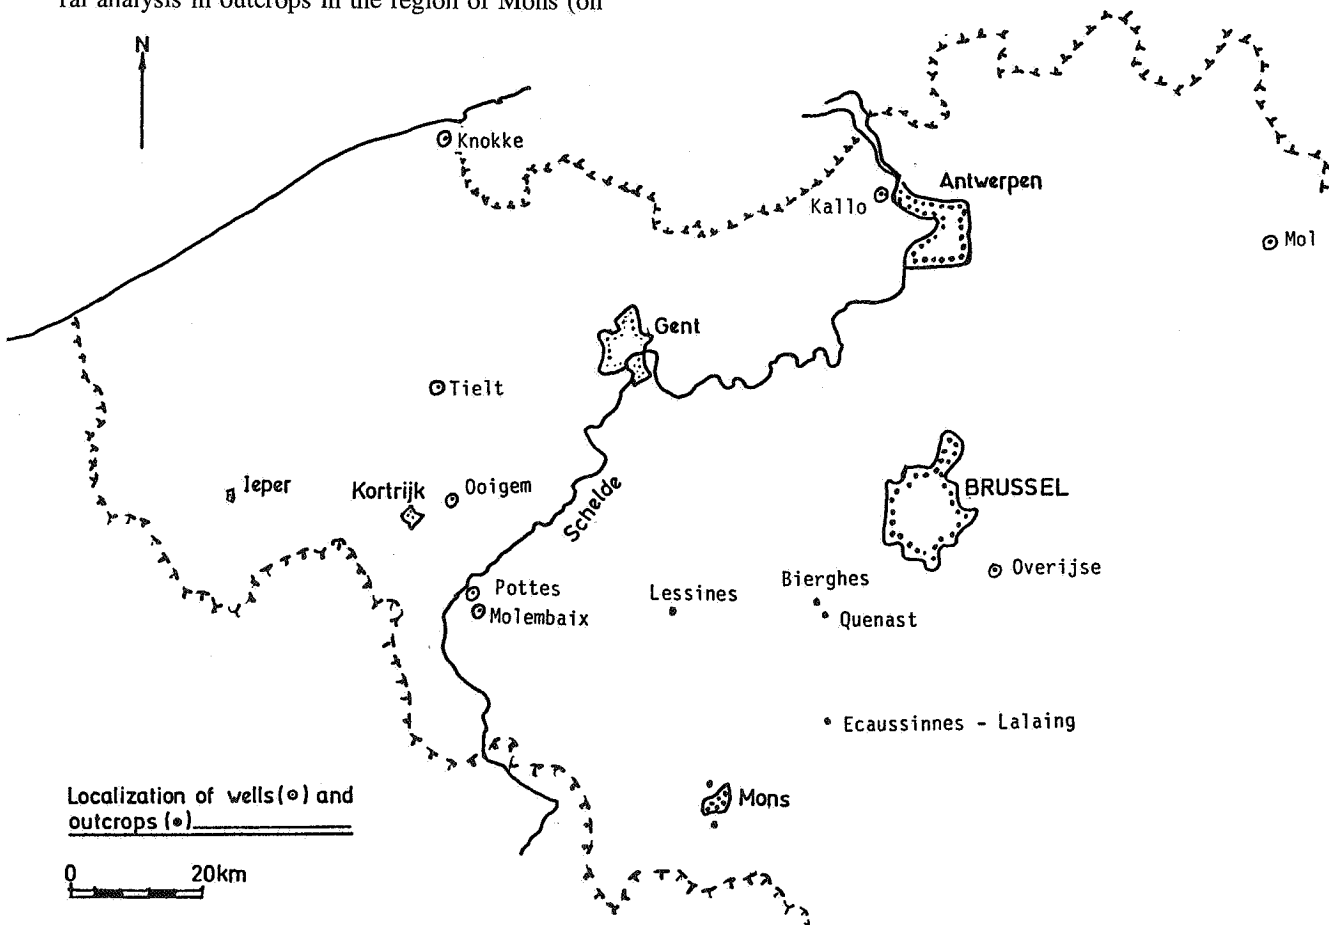 ral analysis in outcrops in the region of Mons (on
N
Knokke
Antwerpen
Kallo
Mol
Gent
Tielt
Ieper
Kortrijk
Ooigem
Schelde
BRUSSEL
Overijse
Bierghes
Pottes
Lessines
Molembaix
Quenast
Ecaussinnes - Lalaing
Mons
Localization of wells (⊙) and
outcrops (•)
0 20km